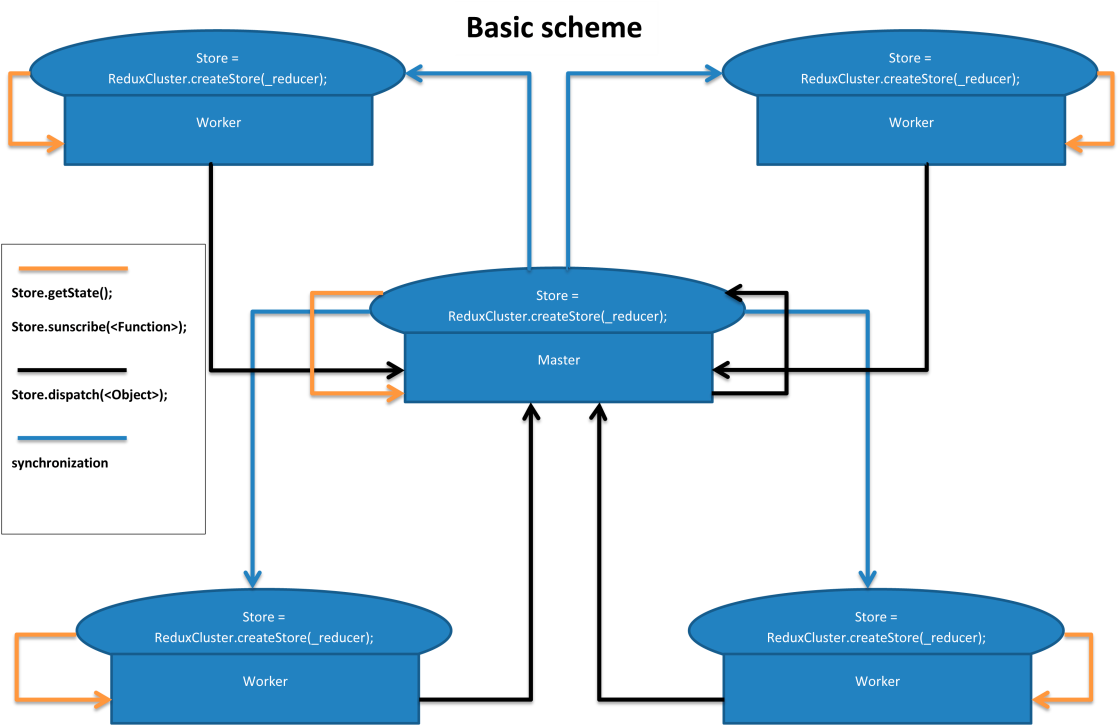 Basic scheme
Store =
ReduxCluster.createStore(_reducer);
Worker
Store =
ReduxCluster.createStore(_reducer);
Worker
Store.getState();
Store.sunscribe(<Function>);
Store.dispatch(<Object>);
synchronization
Store =
ReduxCluster.createStore(_reducer);
Master
Store =
ReduxCluster.createStore(_reducer);
Worker
Store =
ReduxCluster.createStore(_reducer);
Worker